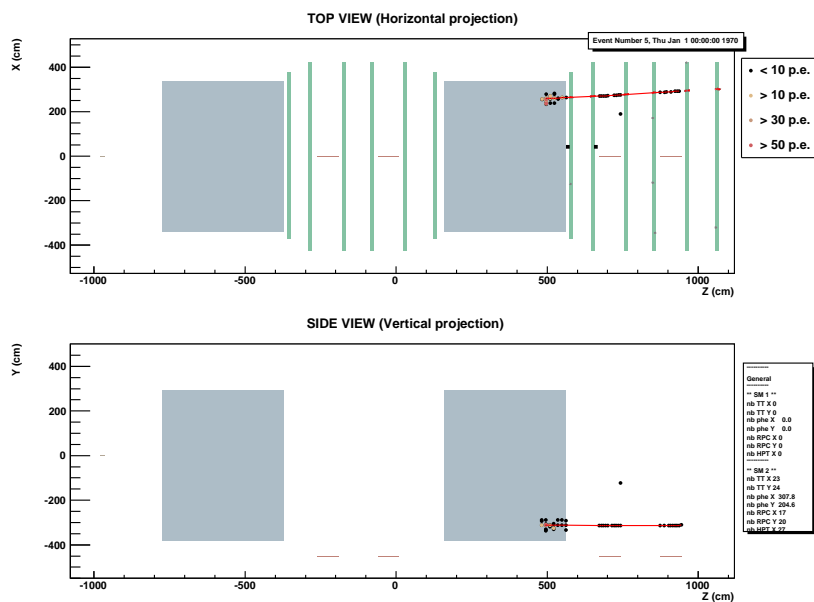 TOP VIEW (Horizontal projection)
Event Number 5, Thu Jan 1 00:00:00 1970
X (cm)
400
200
0
-200
-400
-1000
-500
0
500
1000
Z (cm)
< 10 p.e.
> 10 p.e.
> 30 p.e.
> 50 p.e.
SIDE VIEW (Vertical projection)
Y (cm)
400
200
0
-200
-400
-1000
-500
0
500
1000
Z (cm)
----------
General
----------
** SM 1 **
nb TT X 0
nb TT Y 0
nb phe X 0.0
nb phe Y 0.0
nb RPC X 0
nb RPC Y 0
nb HPT X 0
----------
** SM 2 **
nb TT X 23
nb TT Y 24
nb phe X 307.8
nb phe Y 204.6
nb RPC X 17
nb RPC Y 20
nb HPT X 27